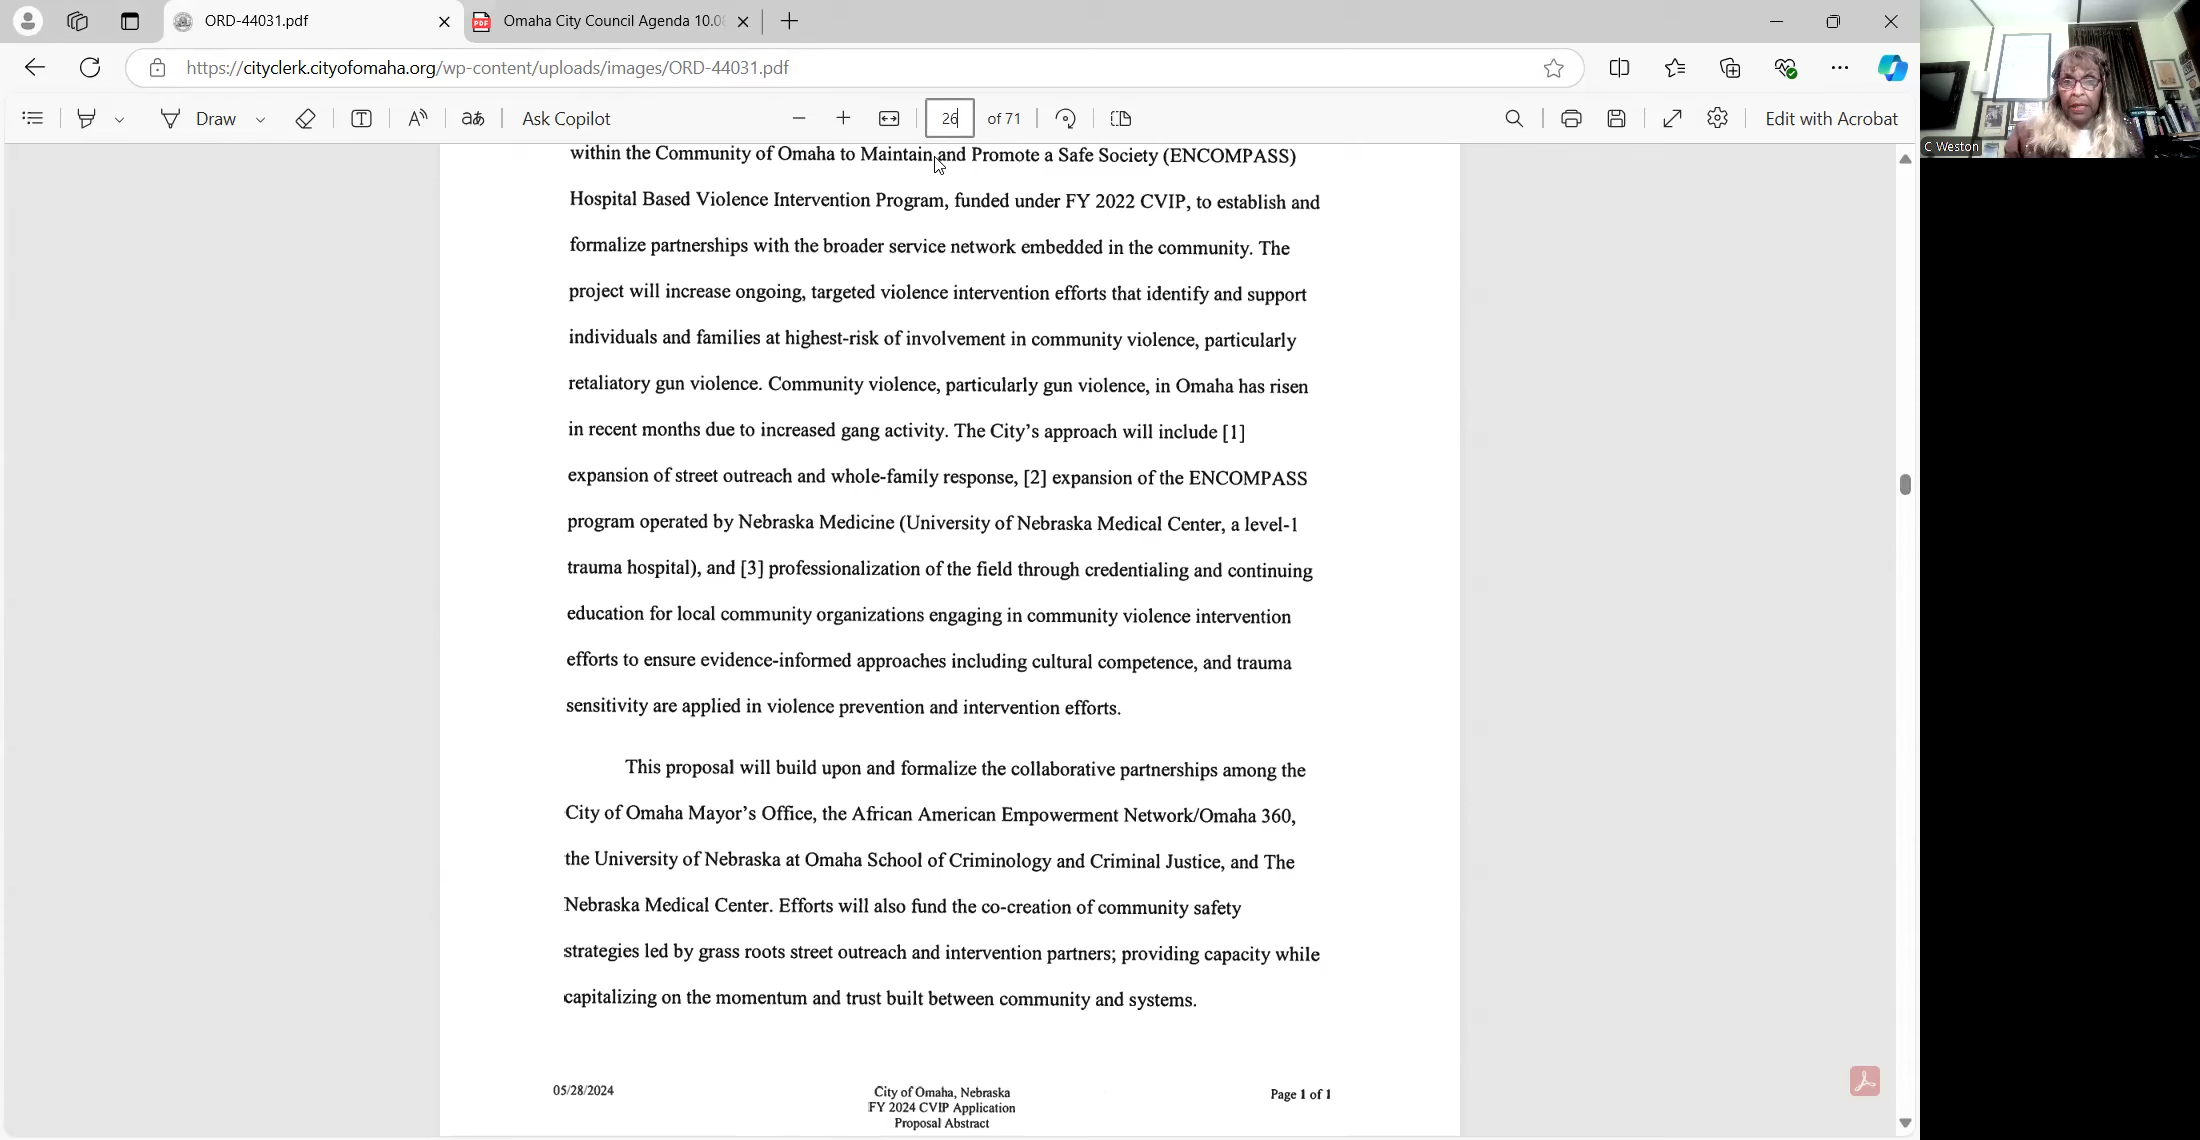 ORD-44031.pdf
Omaha City Council Agenda 10.08
https://cityclerk.cityofomaha.org/wp-content/uploads/images/ORD-44031.pdf
Draw
aあ
Ask Copilot
26 of 71
Edit with Acrobat
C Weston
within the Community of Omaha to Maintain and Promote a Safe Society (ENCOMPASS)
Hospital Based Violence Intervention Program, funded under FY 2022 CVIP, to establish and
formalize partnerships with the broader service network embedded in the community. The
project will increase ongoing, targeted violence intervention efforts that identify and support
individuals and families at highest-risk of involvement in community violence, particularly
retaliatory gun violence. Community violence, particularly gun violence, in Omaha has risen
in recent months due to increased gang activity. The City's approach will include [1]
expansion of street outreach and whole-family response, [2] expansion of the ENCOMPASS
program operated by Nebraska Medicine (University of Nebraska Medical Center, a level-1
trauma hospital), and [3] professionalization of the field through credentialing and continuing
education for local community organizations engaging in community violence intervention
efforts to ensure evidence-informed approaches including cultural competence, and trauma
sensitivity are applied in violence prevention and intervention efforts.
This proposal will build upon and formalize the collaborative partnerships among the
City of Omaha Mayor's Office, the African American Empowerment Network/Omaha 360,
the University of Nebraska at Omaha School of Criminology and Criminal Justice, and The
Nebraska Medical Center. Efforts will also fund the co-creation of community safety
strategies led by grass roots street outreach and intervention partners; providing capacity while
capitalizing on the momentum and trust built between community and systems.
05/28/2024
City of Omaha, Nebraska
FY 2024 CVIP Application
Proposal Abstract
Page 1 of 1